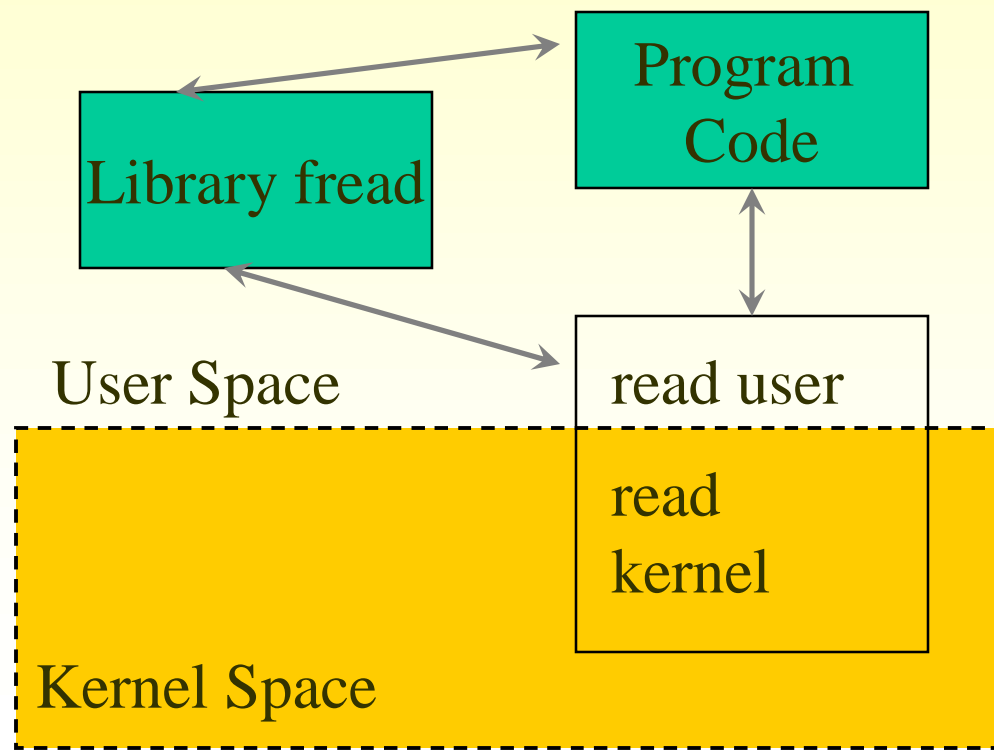 Program
Code
Library fread
User Space
read user
read
kernel
Kernel Space